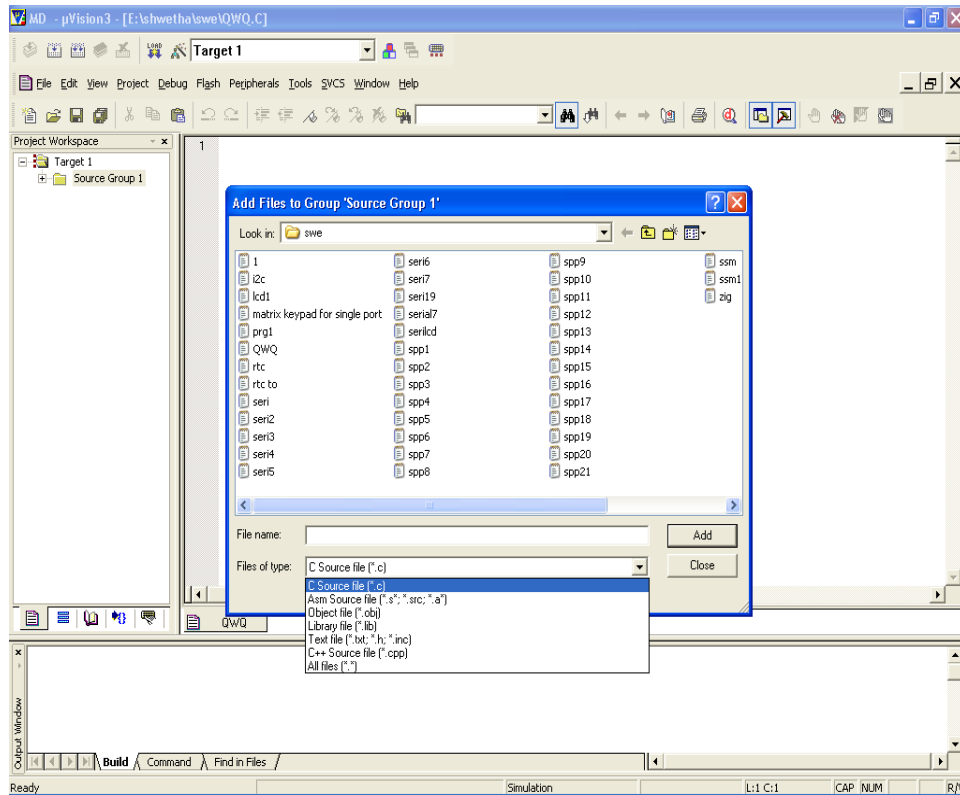 MD - µVision3 - [E:\shwetha\swe\QWQ.C]
LOAD
Target 1
File Edit View Project Debug Flash Peripherals Tools SVCS Window Help
Project Workspace
Target 1
Source Group 1
1
Add Files to Group 'Source Group 1'
Look in: swe
1
i2c
lcd1
matrix keypad for single port
prg1
QWQ
rtc
rtc to
seri
seri2
seri3
seri4
seri5
seri6
seri7
seri19
serial7
serilcd
spp1
spp2
spp3
spp4
spp5
spp6
spp7
spp8
spp9
spp10
spp11
spp12
spp13
spp14
spp15
spp16
spp17
spp18
spp19
spp20
spp21
ssm
ssm1
zig
File name:
Add
Files of type: C Source file (*.c)
Close
C Source file (*.c)
Asm Source file (*.s*; *.src; *.a*)
Object file (*.obj)
Library file (*.lib)
Text file (*.txt; *.h; *.inc)
C++ Source file (*.cpp)
All files (*.*)
QWQ
Output Window
Build Command Find in Files
Ready Simulation L:1 C:1 CAP NUM R/W